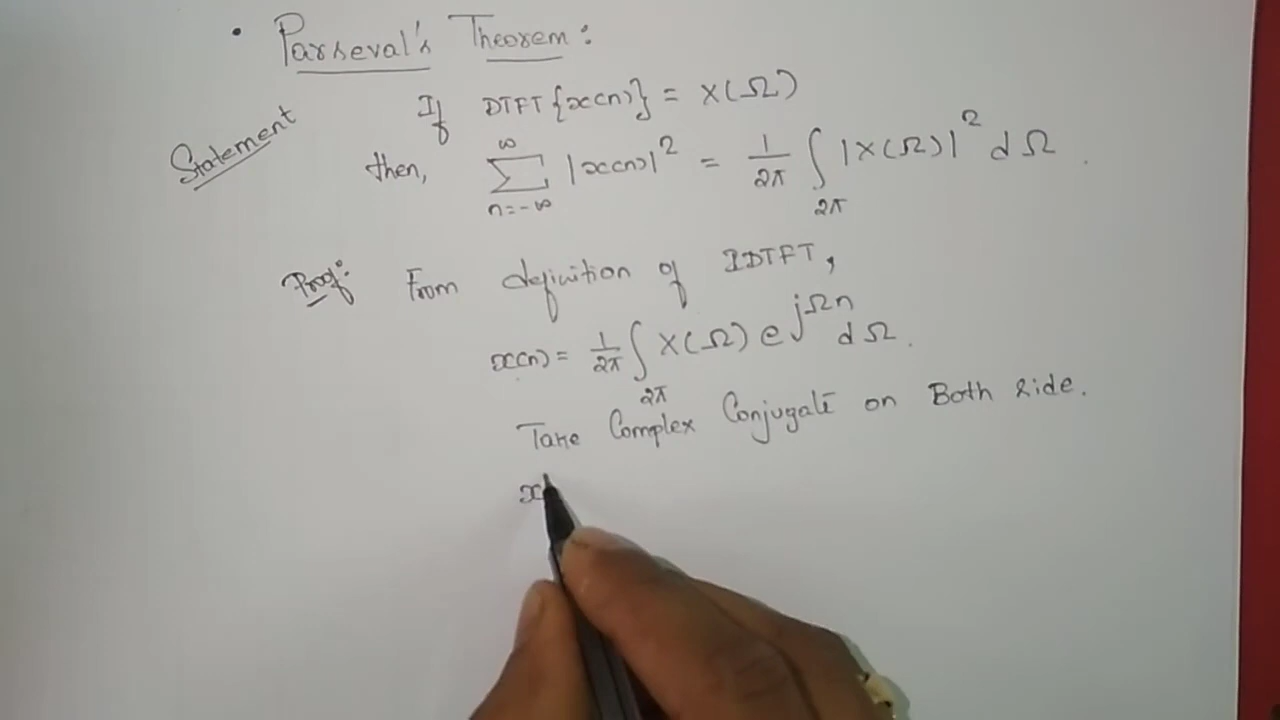 • Parseval's Theorem:
Statement
If DTFT{x(n)} = X(Ω)
then, ∞ ∑ n=-∞ |x(n)|² = 1/2π ∫ 2π |X(Ω)|² dΩ.
Proof: From definition of IDTFT,
x(n) = 1/2π ∫ 2π X(Ω) e^jΩn dΩ.
Take Complex Conjugate on Both side.
x